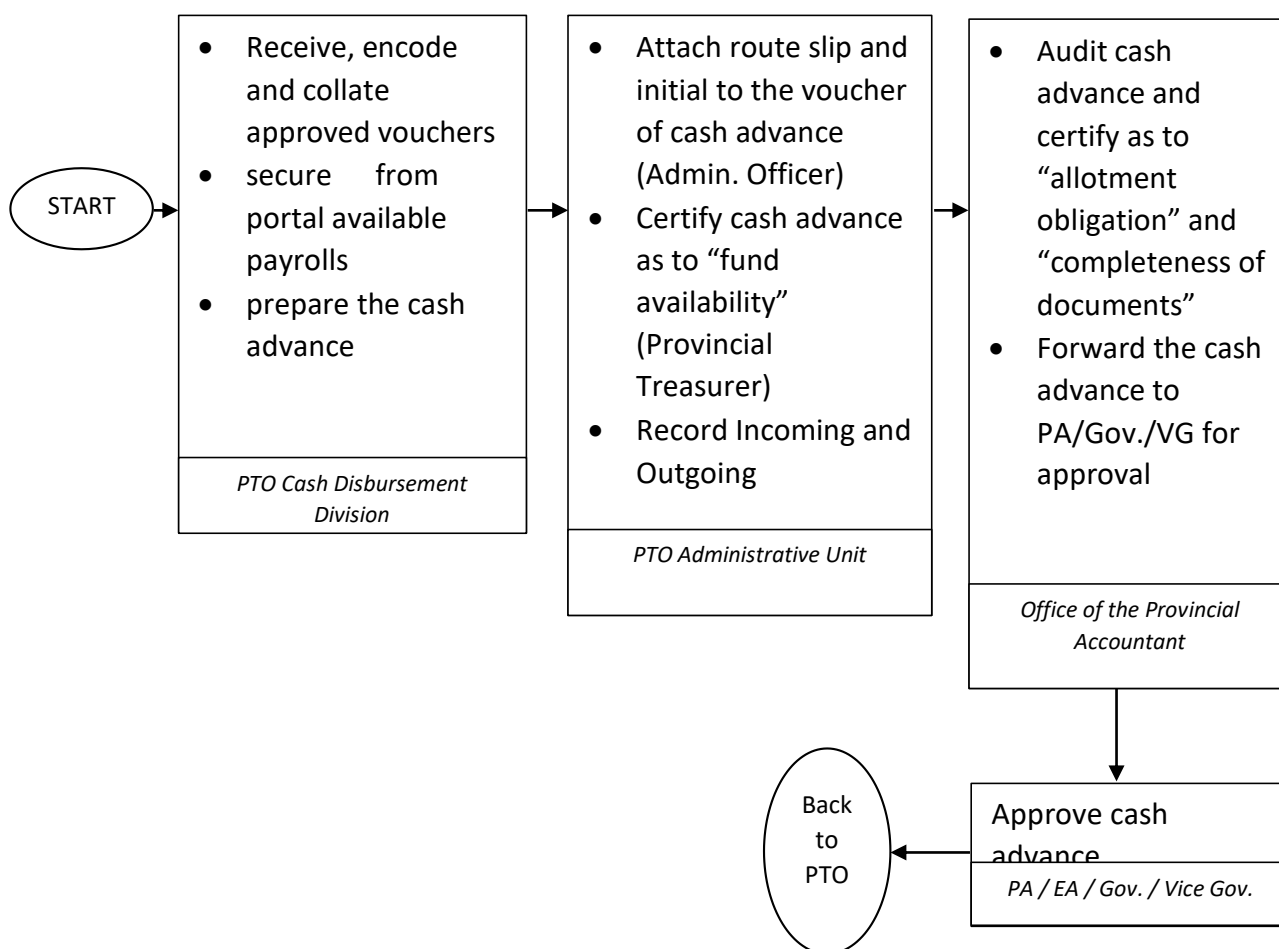 START
• Receive, encode
and collate
approved vouchers
• secure from
portal available
payrolls
• prepare the cash
advance
PTO Cash Disbursement
Division
• Attach route slip and
initial to the voucher
of cash advance
(Admin. Officer)
• Certify cash advance
as to “fund
availability”
(Provincial
Treasurer)
• Record Incoming and
Outgoing
PTO Administrative Unit
• Audit cash
advance and
certify as to
“allotment
obligation” and
“completeness of
documents”
• Forward the cash
advance to
PA/Gov./VG for
approval
Office of the Provincial
Accountant
Approve cash
advance
PA / EA / Gov. / Vice Gov.
Back
to
PTO